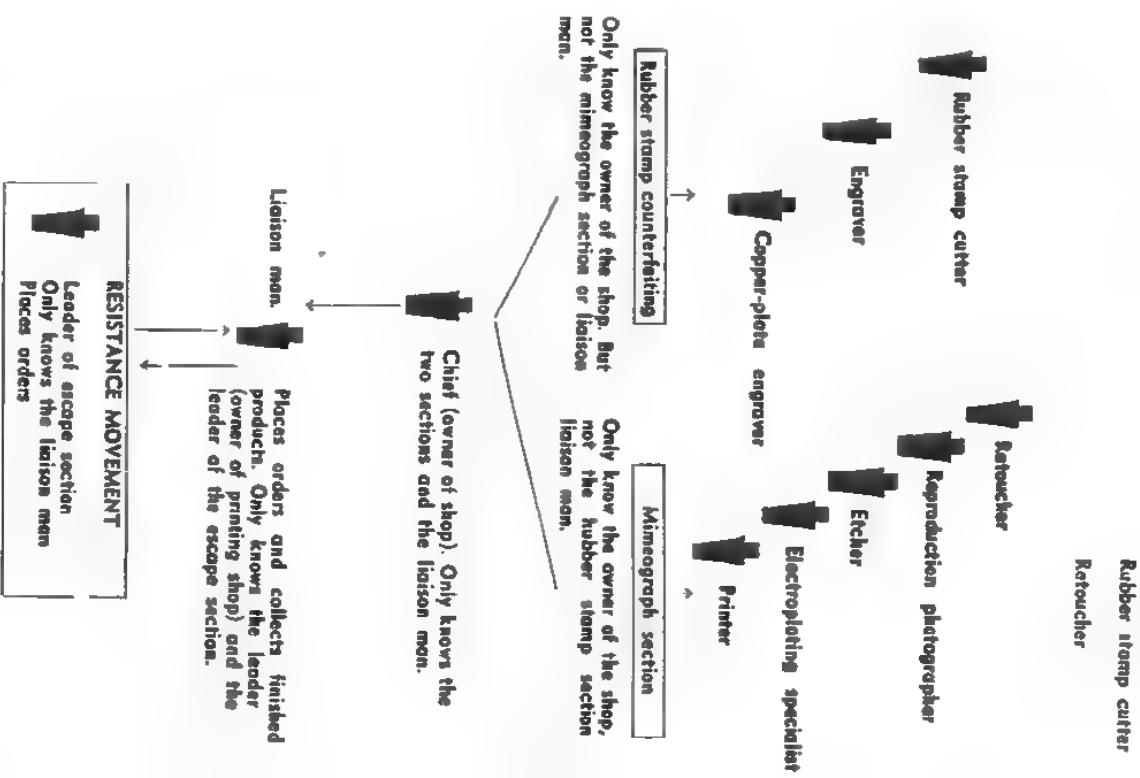 Rubber stamp cutter
Retoucher
Rubber stamp cutter
Engraver
Copper-plate engraver
Retoucher
Reproduction photographer
Etcher
Electroplating specialist
Printer
Rubber stamp counterfeiting
Only know the owner of the shop. But
not the mimeograph section or liaison
man.
Mimeograph section
Only know the owner of the shop,
not the hubber stamp section
liaison man.
Chief (owner of shop). Only knows the
two sections and the liaison man.
Liaison man.
Places orders and collects finished
products. Only knows the leader
(owner of printing shop) and the
leader of the escape section.
RESISTANCE MOVEMENT
Leader of escape section
Only knows the liaison man
Places orders